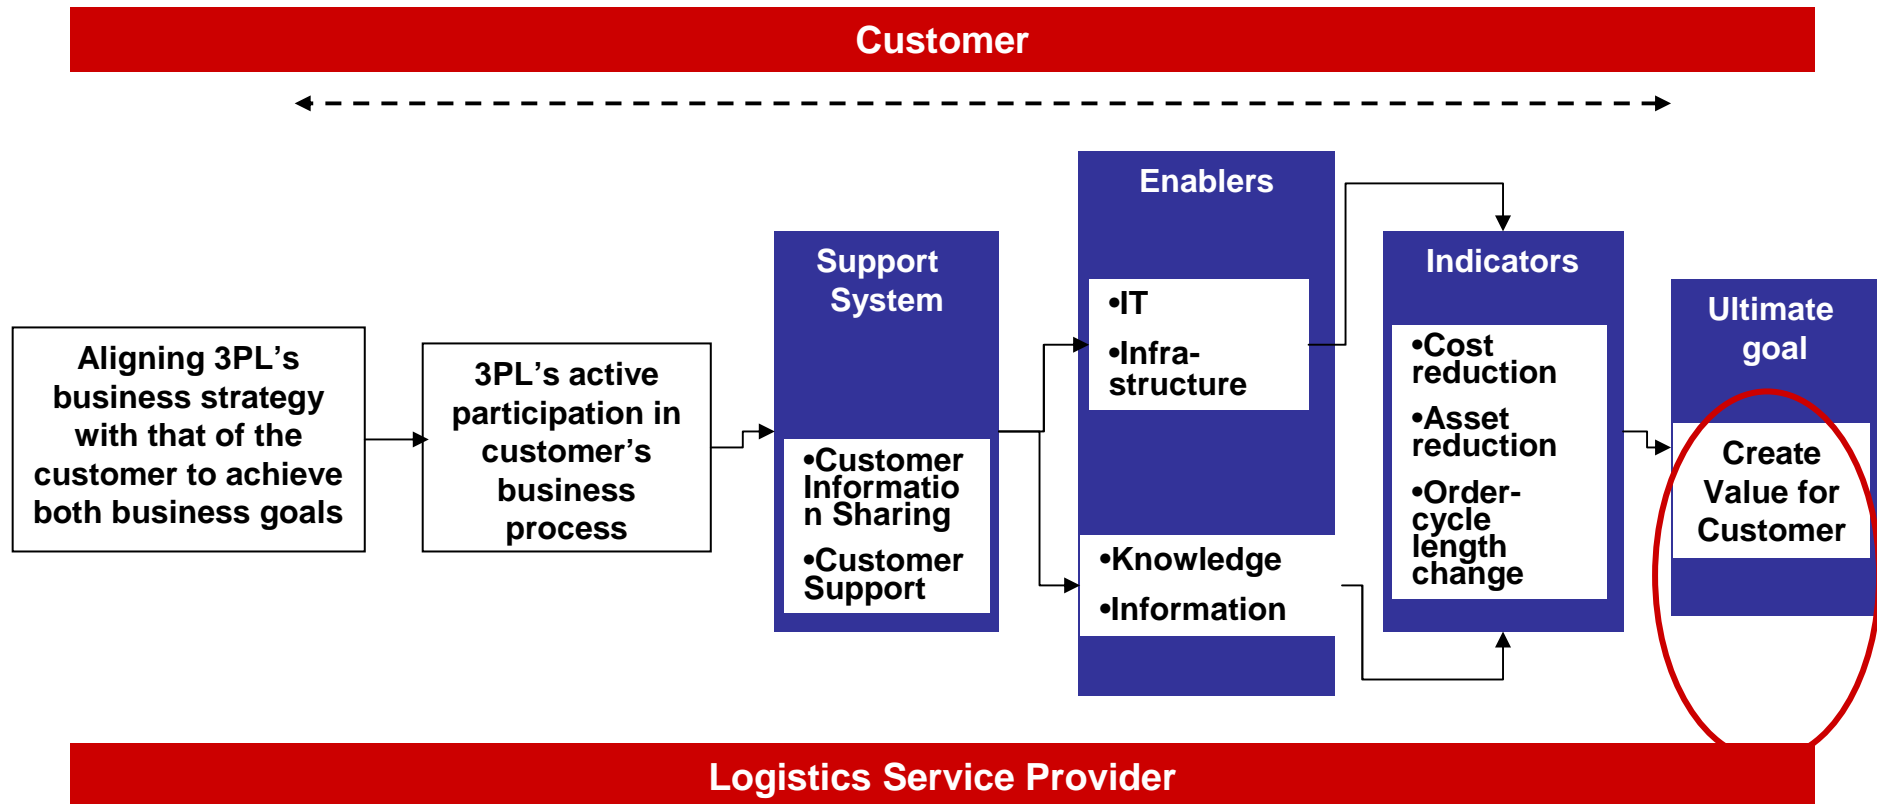 Customer
Enablers
Support
System
Indicators
Ultimate
goal
•IT
•Infra-
structure
Aligning 3PL’s
business strategy
with that of the
customer to achieve
both business goals
3PL’s active
participation in
customer’s
business
process
•Customer
Informatio
n Sharing
•Customer
Support
•Knowledge
•Information
•Cost
reduction
•Asset
reduction
•Order-
cycle
length
change
Create
Value for
Customer
Logistics Service Provider